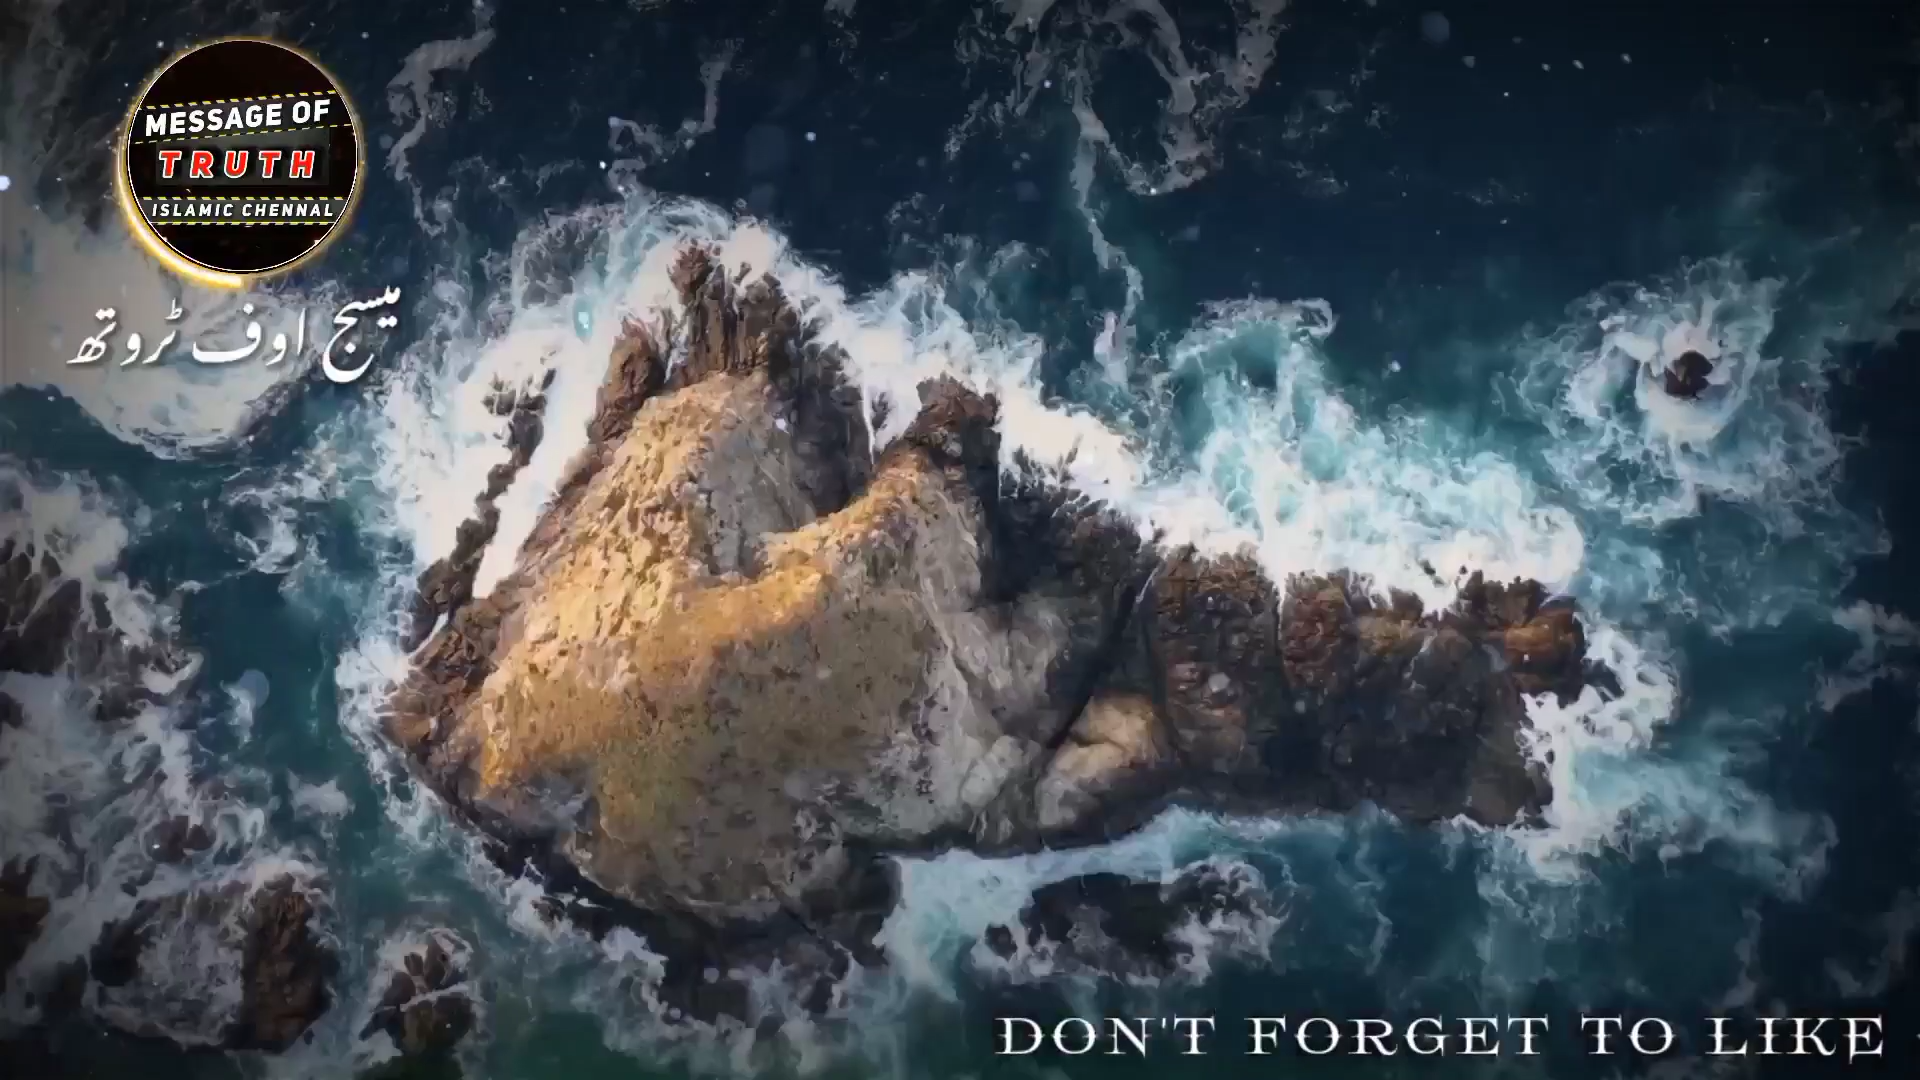 MESSAGE OF
TRUTH
ISLAMIC CHENNAL
میسج اوف ٹروتھ
DON'T FORGET TO LIKE